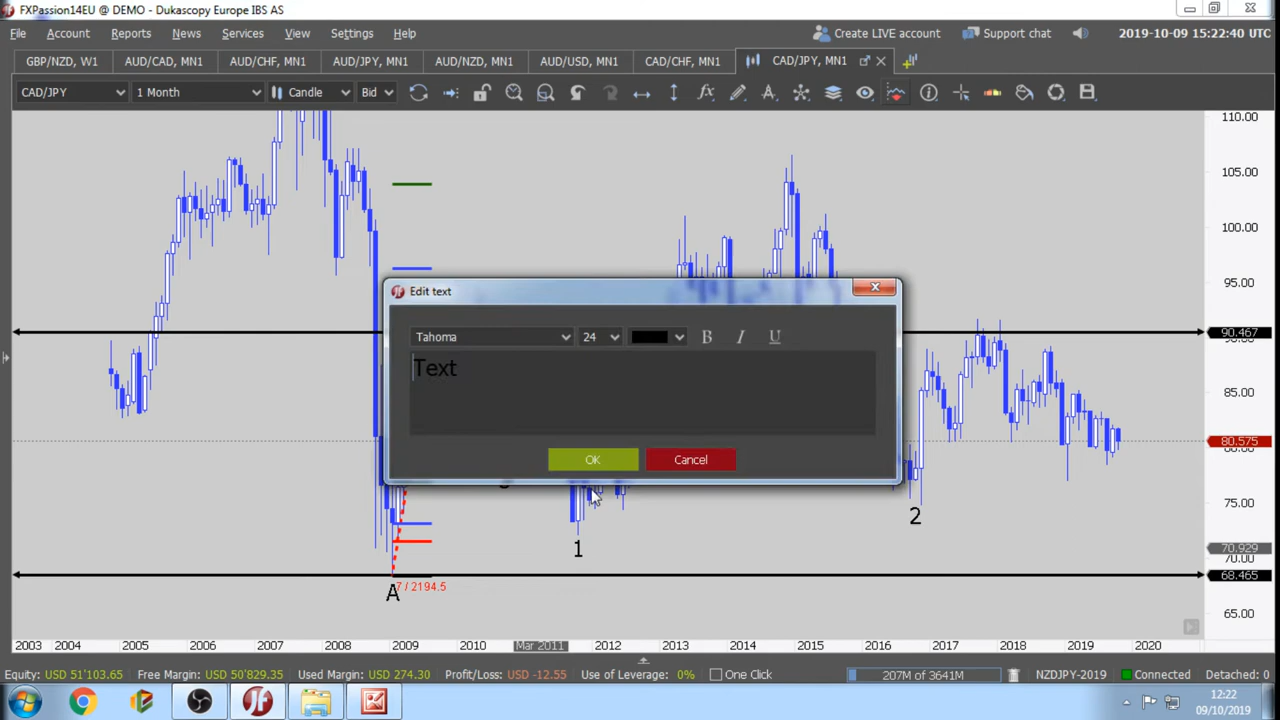 FXPassion14EU @ DEMO - Dukascopy Europe IBS AS
File Account Reports News Services View Settings Help Create LIVE account Support chat 2019-10-09 15:22:40 UTC
GBP/NZD, W1 AUD/CAD, MN1 AUD/CHF, MN1 AUD/JPY, MN1 AUD/NZD, MN1 AUD/USD, MN1 CAD/CHF, MN1 CAD/JPY, MN1
CAD/JPY 1 Month Candle Bid
110.00
105.00
100.00
95.00
Edit text
90.467
Tahoma 24 B I U
Text
85.00
80.575
OK Cancel
75.00
2
1
70.929
70.00
68.465
7 / 2194.5
A
65.00
2003 2004 2005 2006 2007 2008 2009 2010 Mar 2011 2012 2013 2014 2015 2016 2017 2018 2019 2020
Equity: USD 51'103.65 Free Margin: USD 50'829.35 Used Margin: USD 274.30 Profit/Loss: USD -12.55 Use of Leverage: 0% One Click 207M of 3641M NZDJPY-2019 Connected Detached: 0
12:22
09/10/2019